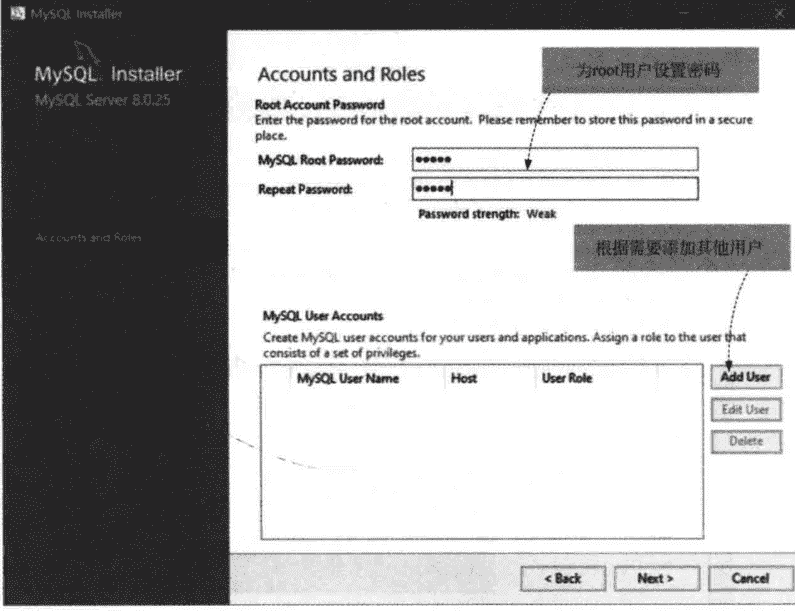 MySQL Installer
MySQL Installer
MySQL Server 8.0.25
Accounts and Roles
Accounts and Roles
为root用户设置密码
Root Account Password
Enter the password for the root account. Please remember to store this password in a secure
place.
MySQL Root Password:
Repeat Password:
Password strength: Weak
根据需要添加其他用户
MySQL User Accounts
Create MySQL user accounts for your users and applications. Assign a role to the user that
consists of a set of privileges.
MySQL User Name Host User Role
Add User
Edit User
Delete
< Back Next > Cancel